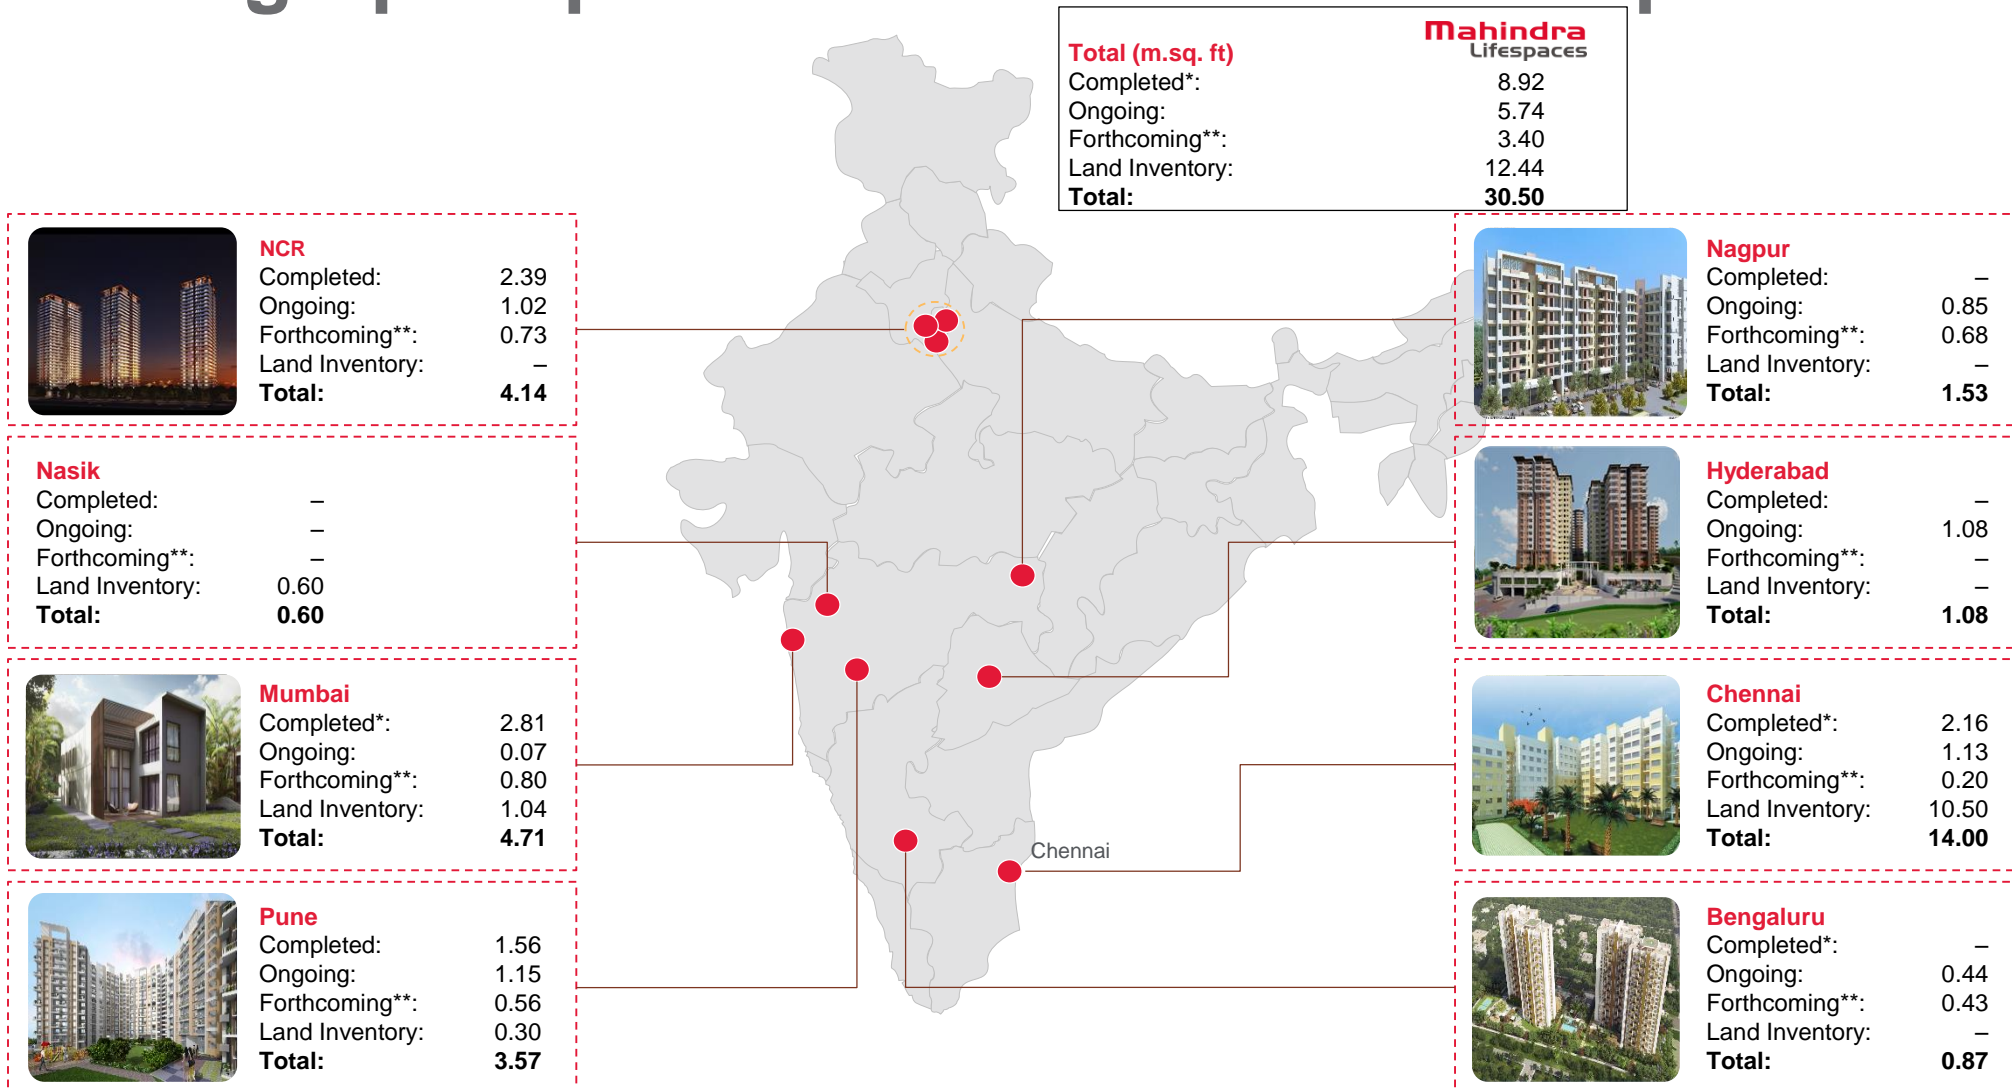 Mahindra
Lifespaces
Total (m.sq. ft)
Completed*: 8.92
Ongoing: 5.74
Forthcoming**: 3.40
Land Inventory: 12.44
Total: 30.50
NCR
Completed: 2.39
Ongoing: 1.02
Forthcoming**: 0.73
Land Inventory: –
Total: 4.14
Nasik
Completed: –
Ongoing: –
Forthcoming**: –
Land Inventory: 0.60
Total: 0.60
Mumbai
Completed*: 2.81
Ongoing: 0.07
Forthcoming**: 0.80
Land Inventory: 1.04
Total: 4.71
Pune
Completed: 1.56
Ongoing: 1.15
Forthcoming**: 0.56
Land Inventory: 0.30
Total: 3.57
Chennai
Nagpur
Completed: –
Ongoing: 0.85
Forthcoming**: 0.68
Land Inventory: –
Total: 1.53
Hyderabad
Completed: –
Ongoing: 1.08
Forthcoming**: –
Land Inventory: –
Total: 1.08
Chennai
Completed*: 2.16
Ongoing: 1.13
Forthcoming**: 0.20
Land Inventory: 10.50
Total: 14.00
Bengaluru
Completed*: –
Ongoing: 0.44
Forthcoming**: 0.43
Land Inventory: –
Total: 0.87